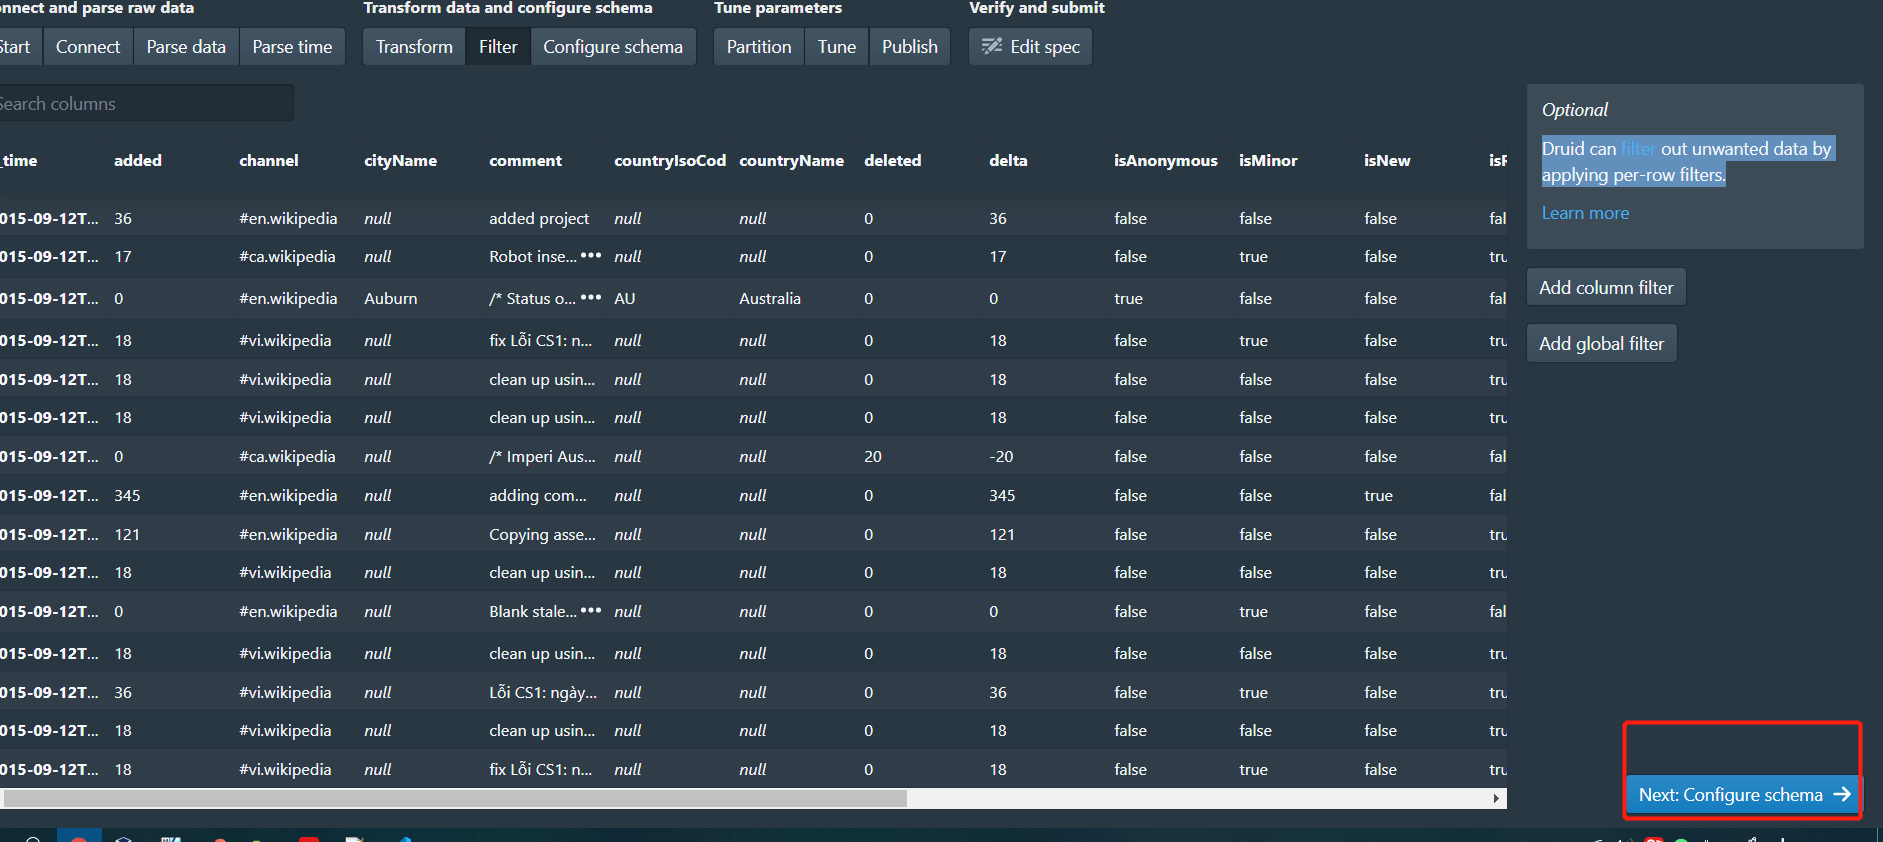 onnect and parse raw data Transform data and configure schema Tune parameters Verify and submit
Start Connect Parse data Parse time Transform Filter Configure schema Partition Tune Publish Edit spec
Search columns
_time added channel cityName comment countryIsoCod countryName deleted delta isAnonymous isMinor isNew isR
015-09-12T... 36 #en.wikipedia null added project null null 0 36 false false false fal
015-09-12T... 17 #ca.wikipedia null Robot inse... ••• null null 0 17 false true false tru
015-09-12T... 0 #en.wikipedia Auburn /* Status o... ••• AU Australia 0 0 true false false fal
015-09-12T... 18 #vi.wikipedia null fix Lỗi CS1: n... null null 0 18 false true false tru
015-09-12T... 18 #vi.wikipedia null clean up usin... null null 0 18 false false false tru
015-09-12T... 18 #vi.wikipedia null clean up usin... null null 0 18 false false false tru
015-09-12T... 0 #ca.wikipedia null /* Imperi Aus... null null 20 -20 false false false fal
015-09-12T... 345 #en.wikipedia null adding com... null null 0 345 false false true fal
015-09-12T... 121 #en.wikipedia null Copying asse... null null 0 121 false false false tru
015-09-12T... 18 #vi.wikipedia null clean up usin... null null 0 18 false false false tru
015-09-12T... 0 #en.wikipedia null Blank stale... ••• null null 0 0 false true false fal
015-09-12T... 18 #vi.wikipedia null clean up usin... null null 0 18 false false false tru
015-09-12T... 36 #vi.wikipedia null Lỗi CS1: ngày... null null 0 36 false true false tru
015-09-12T... 18 #vi.wikipedia null clean up usin... null null 0 18 false false false tru
015-09-12T... 18 #vi.wikipedia null fix Lỗi CS1: n... null null 0 18 false true false tru
Optional
Druid can filter out unwanted data by
applying per-row filters.
Learn more
Add column filter
Add global filter
Next: Configure schema →